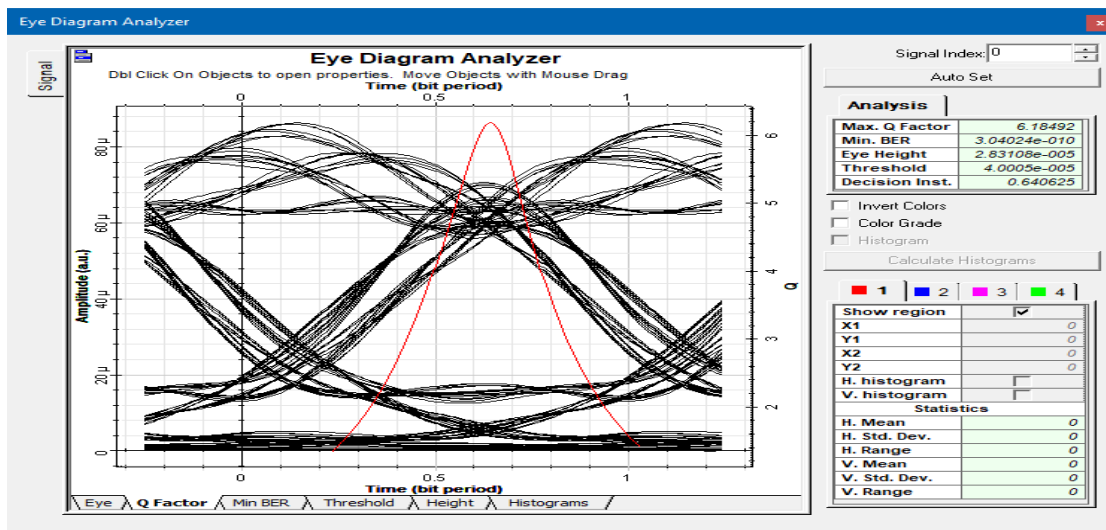 Eye Diagram Analyzer
×
Signal
Eye Diagram Analyzer
Dbl Click On Objects to open properties. Move Objects with Mouse Drag
Time (bit period)
0 0.5 1
80 µ
60 µ
40 µ
20 µ
0
Amplitude (a.u.)
6
5
4
3
2
Q
0 0.5 1
Time (bit period)
Eye Q Factor Min BER Threshold Height Histograms
Signal Index: 0
Auto Set
Analysis
Max. Q Factor 6.18492
Min. BER 3.04024e-010
Eye Height 2.83108e-005
Threshold 4.0005e-005
Decision Inst. 0.640625
Invert Colors
Color Grade
Histogram
Calculate Histograms
1 2 3 4
Show region
X1 0
Y1 0
X2 0
Y2 0
H. histogram
V. histogram
Statistics
H. Mean 0
H. Std. Dev. 0
H. Range 0
V. Mean 0
V. Std. Dev. 0
V. Range 0